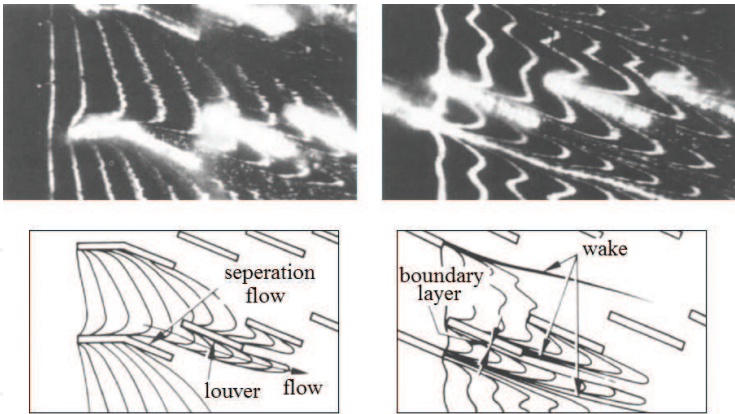 seperation
flow
louver
flow
wake
boundary
layer